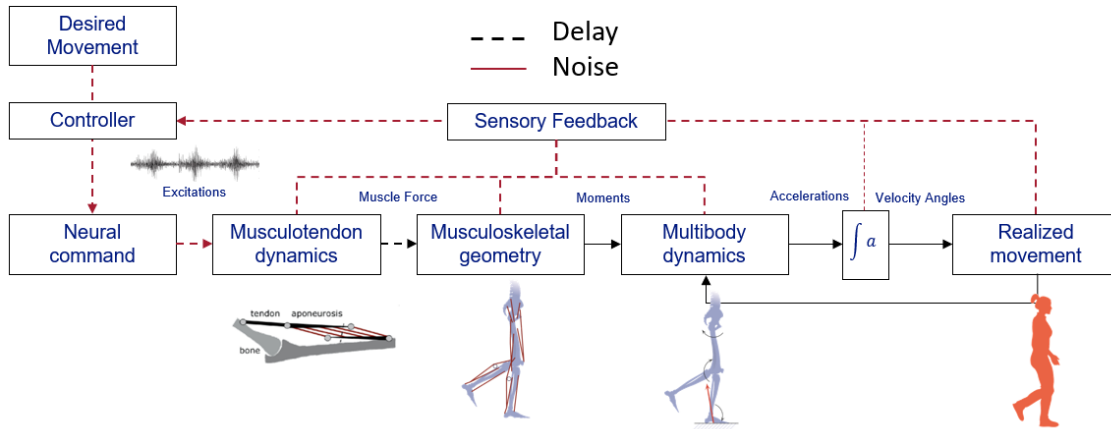 Desired
Movement
Delay
Noise
Controller
Sensory Feedback
Excitations
Muscle Force
Moments
Accelerations
Velocity Angles
Neural
command
Musculotendon
dynamics
Musculoskeletal
geometry
Multibody
dynamics
∫ a
Realized
movement
tendon
aponeurosis
bone